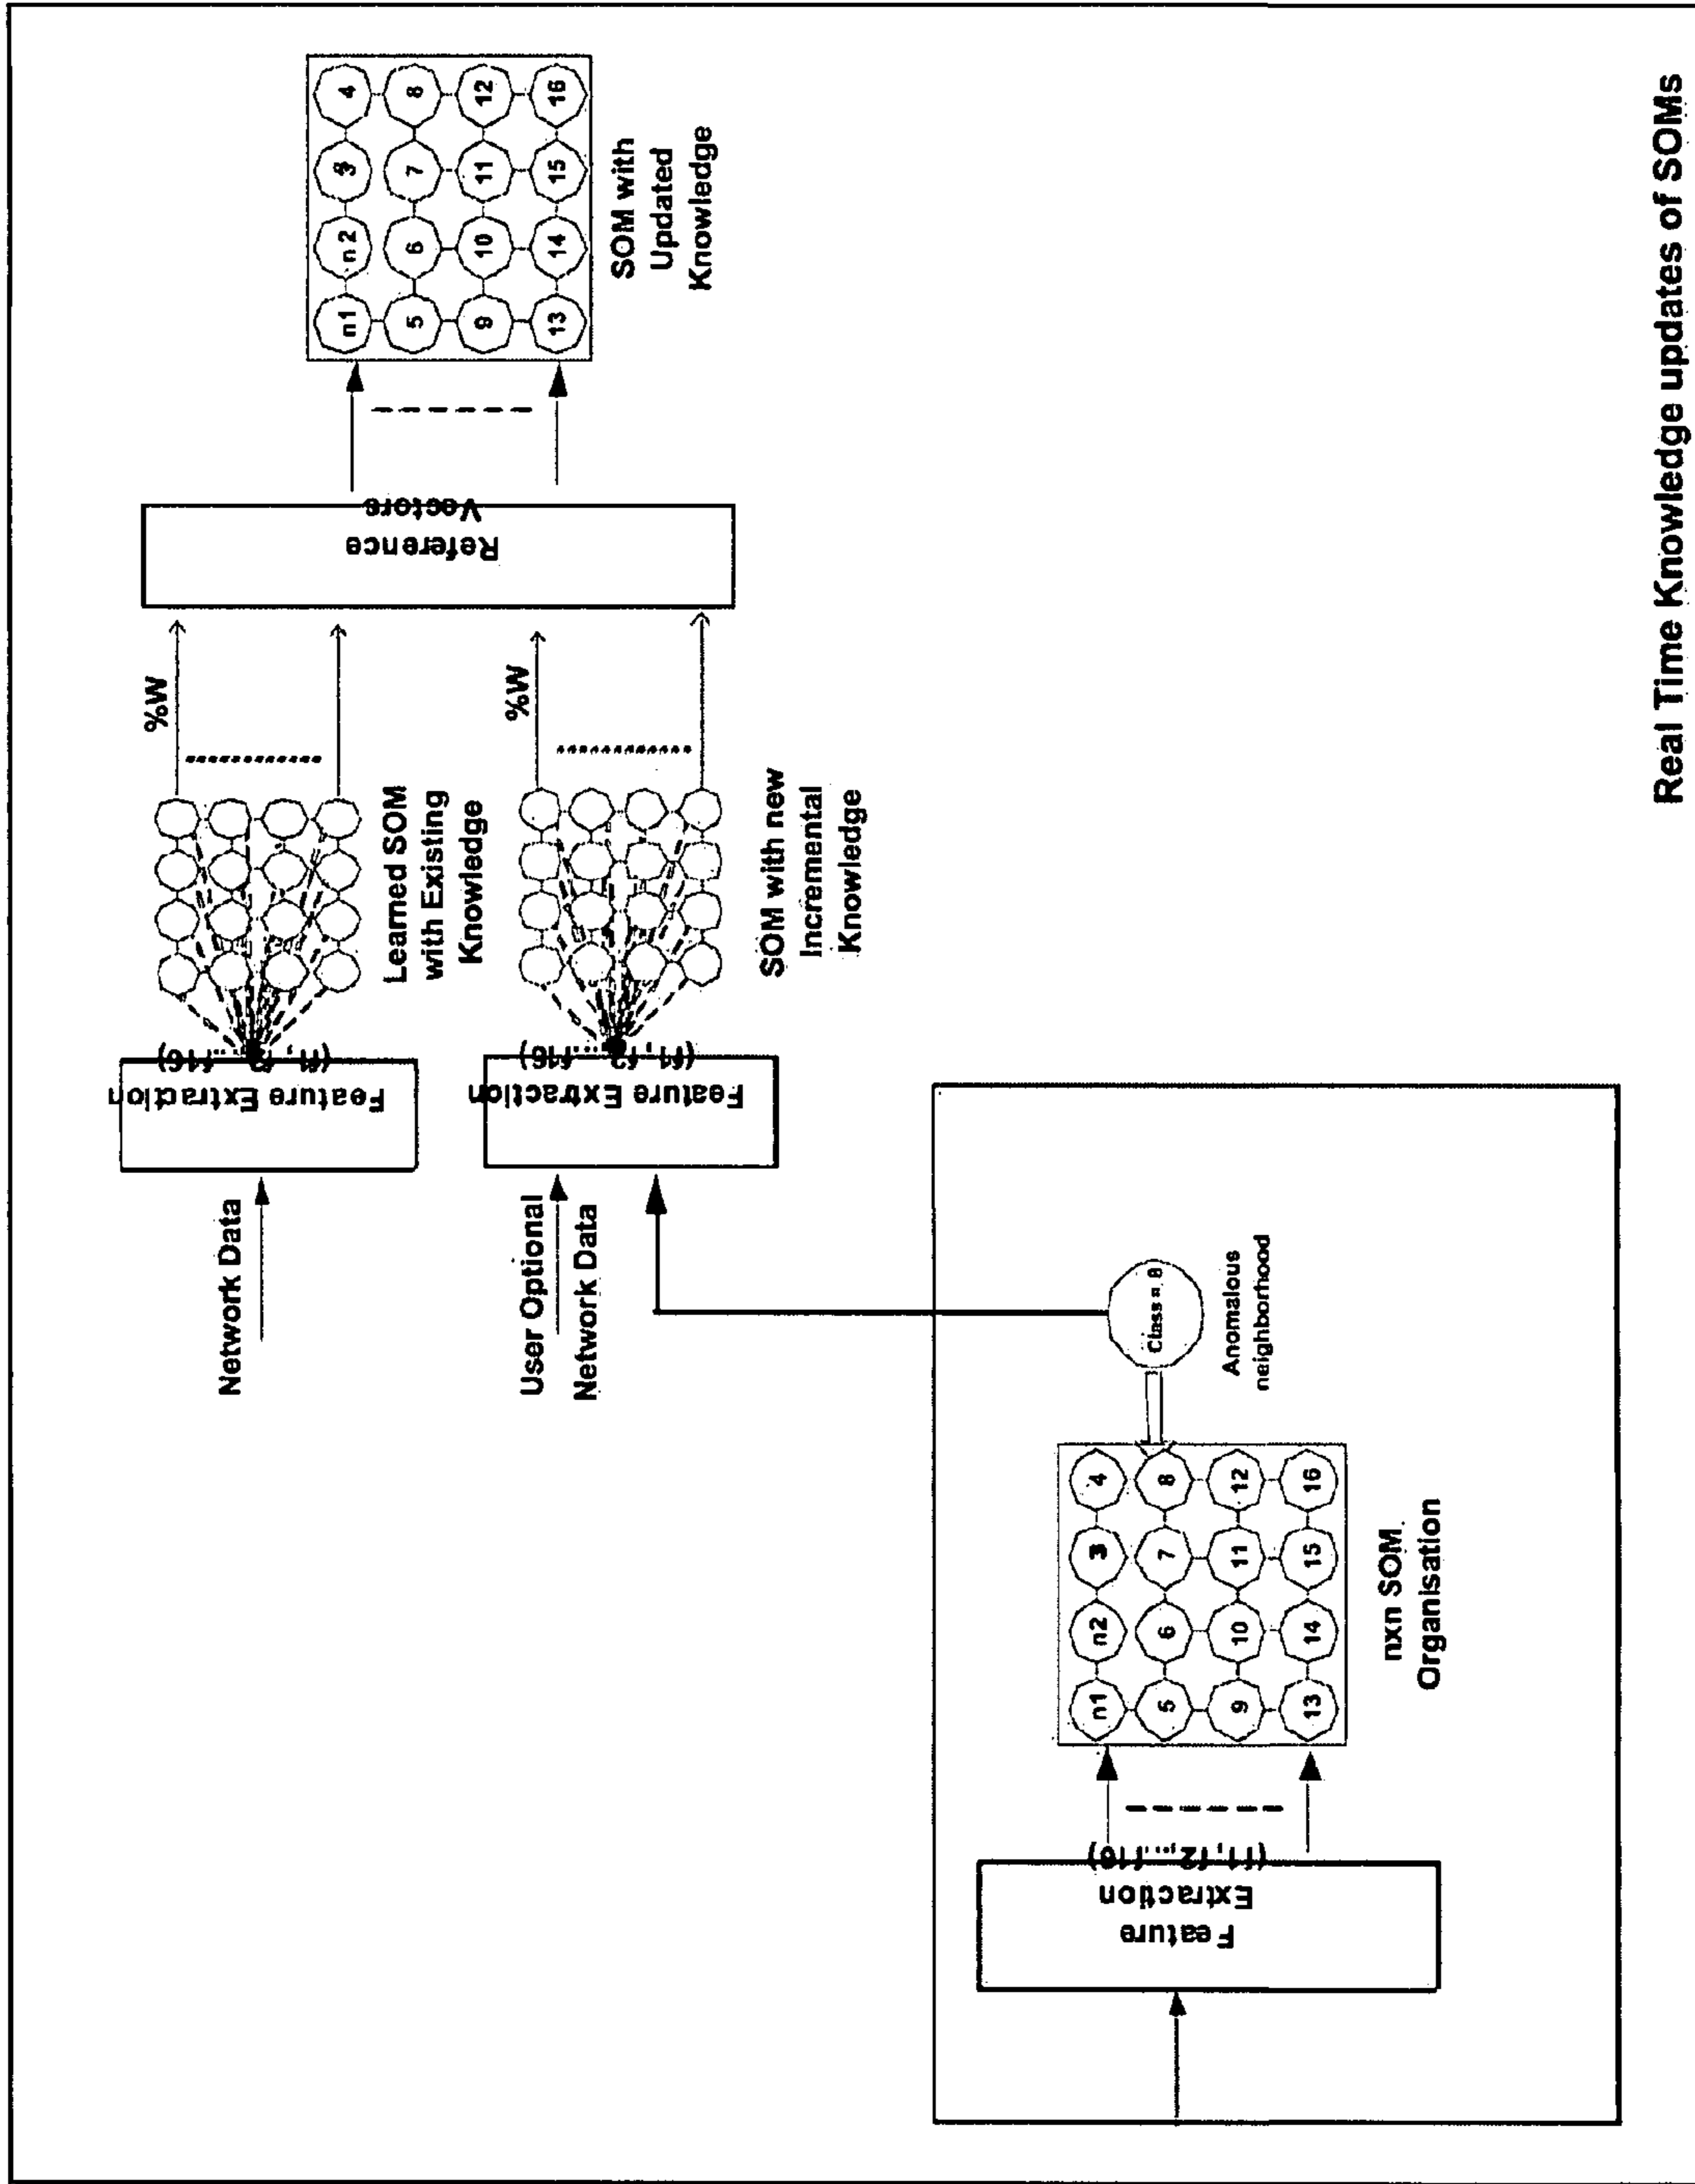 Network Data
Feature Extraction
Learned SOM
with Existing
Knowledge
%W
User Optional
Network Data
Feature Extraction
SOM with new
Incremental
Knowledge
%W
Reference
Vectors
n1 n2 3 4
5 6 7 8
9 10 11 12
13 14 15 16
SOM with
Updated
Knowledge
Feature
Extraction
(f1,f2,...f16)
n1 n2 3 4
5 6 7 8
9 10 11 12
13 14 15 16
nxn SOM
Organisation
Class = 8
Anomalous
neighborhood
Real Time Knowledge updates of SOMs